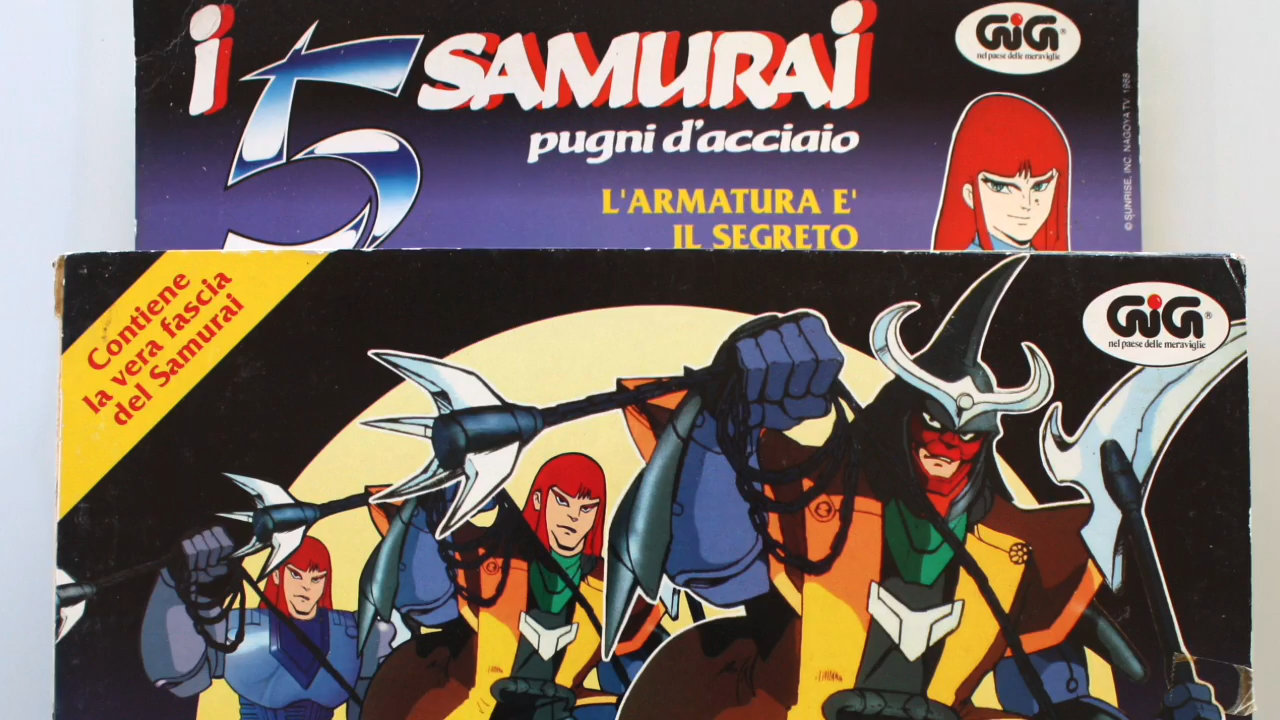 i 5 SAMURAi
pugni d'acciaio
L'ARMATURA E'
IL SEGRETO
GiG®
nel paese delle meraviglie
© SUNRISE, INC. NAGOYA TV 1988
Contiene
la vera fascia
del Samurai
GiG®
nel paese delle meraviglie